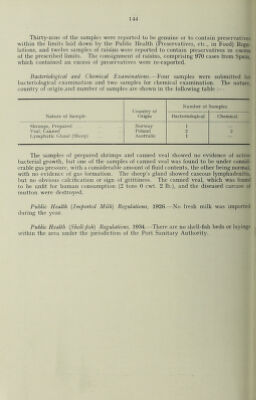 144
Thirty-nine of the samples were reported to be genuine or to contain preservatives
within the limits laid down by the Public Health (Preservatives, etc., in Food) Regu-
lations, and twelve samples of raisins were reported to contain preservatives in excess
of the prescribed limits. The consignment of raisins, comprising 970 cases from Spain,
which contained an excess of preservatives were re-exported.
Bacteriological and Chemical Examinations.—Four samples were submitted for
bacteriological examination and two samples for chemical examination. The nature,
country of origin and number of samples are shown in the following table :—
Nature of Sample
Country of
Origin
Number of Samples
Bacteriological
Chemical
Shrimps, Prepared
Norway
1
—
Veal, Canned
Poland
2
2
Lymphatic Gland (Sheep)
Australia
1
—
The samples of prepared shrimps and canned veal showed no evidence of active
bacterial growth, but one of the samples of canned veal was found to be under consid-
erable gas pressure, with a considerable amount of fluid contents, the other being normal,
with no evidence of gas formation. The sheep's gland showed caseous lymphadenitis,
but no obvious calcification or sign of grittiness. The canned veal, which was found
to be unfit for human consumption (2 tons 0 cwt. 2 lb.), and the diseased carcase of
mutton were destroyed.
Public Health (Imported Milk) Regulations, 1926.—No fresh milk was imported
during the year.
Public Health (Shell-fish) Regulations, 1934.—There are no shell-fish beds or layings
within the area under the jurisdiction of the Port Sanitary Authority.